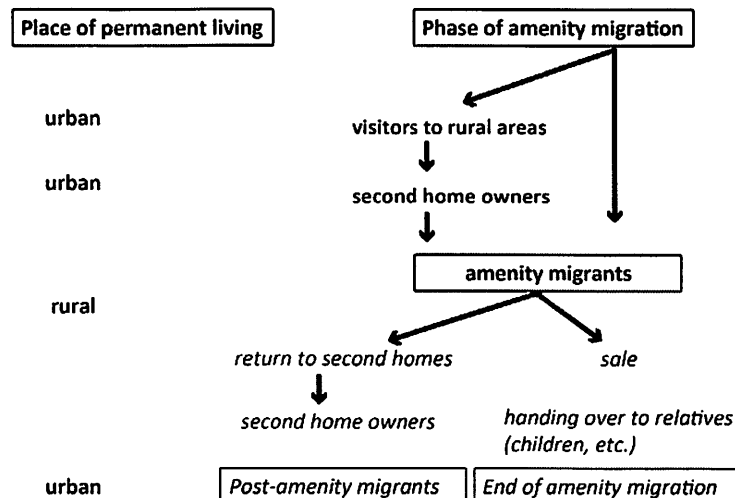 Place of permanent living
Phase of amenity migration
urban
visitors to rural areas
urban
second home owners
amenity migrants
rural
return to second homes
sale
second home owners
handing over to relatives
(children, etc.)
urban
Post-amenity migrants
End of amenity migration